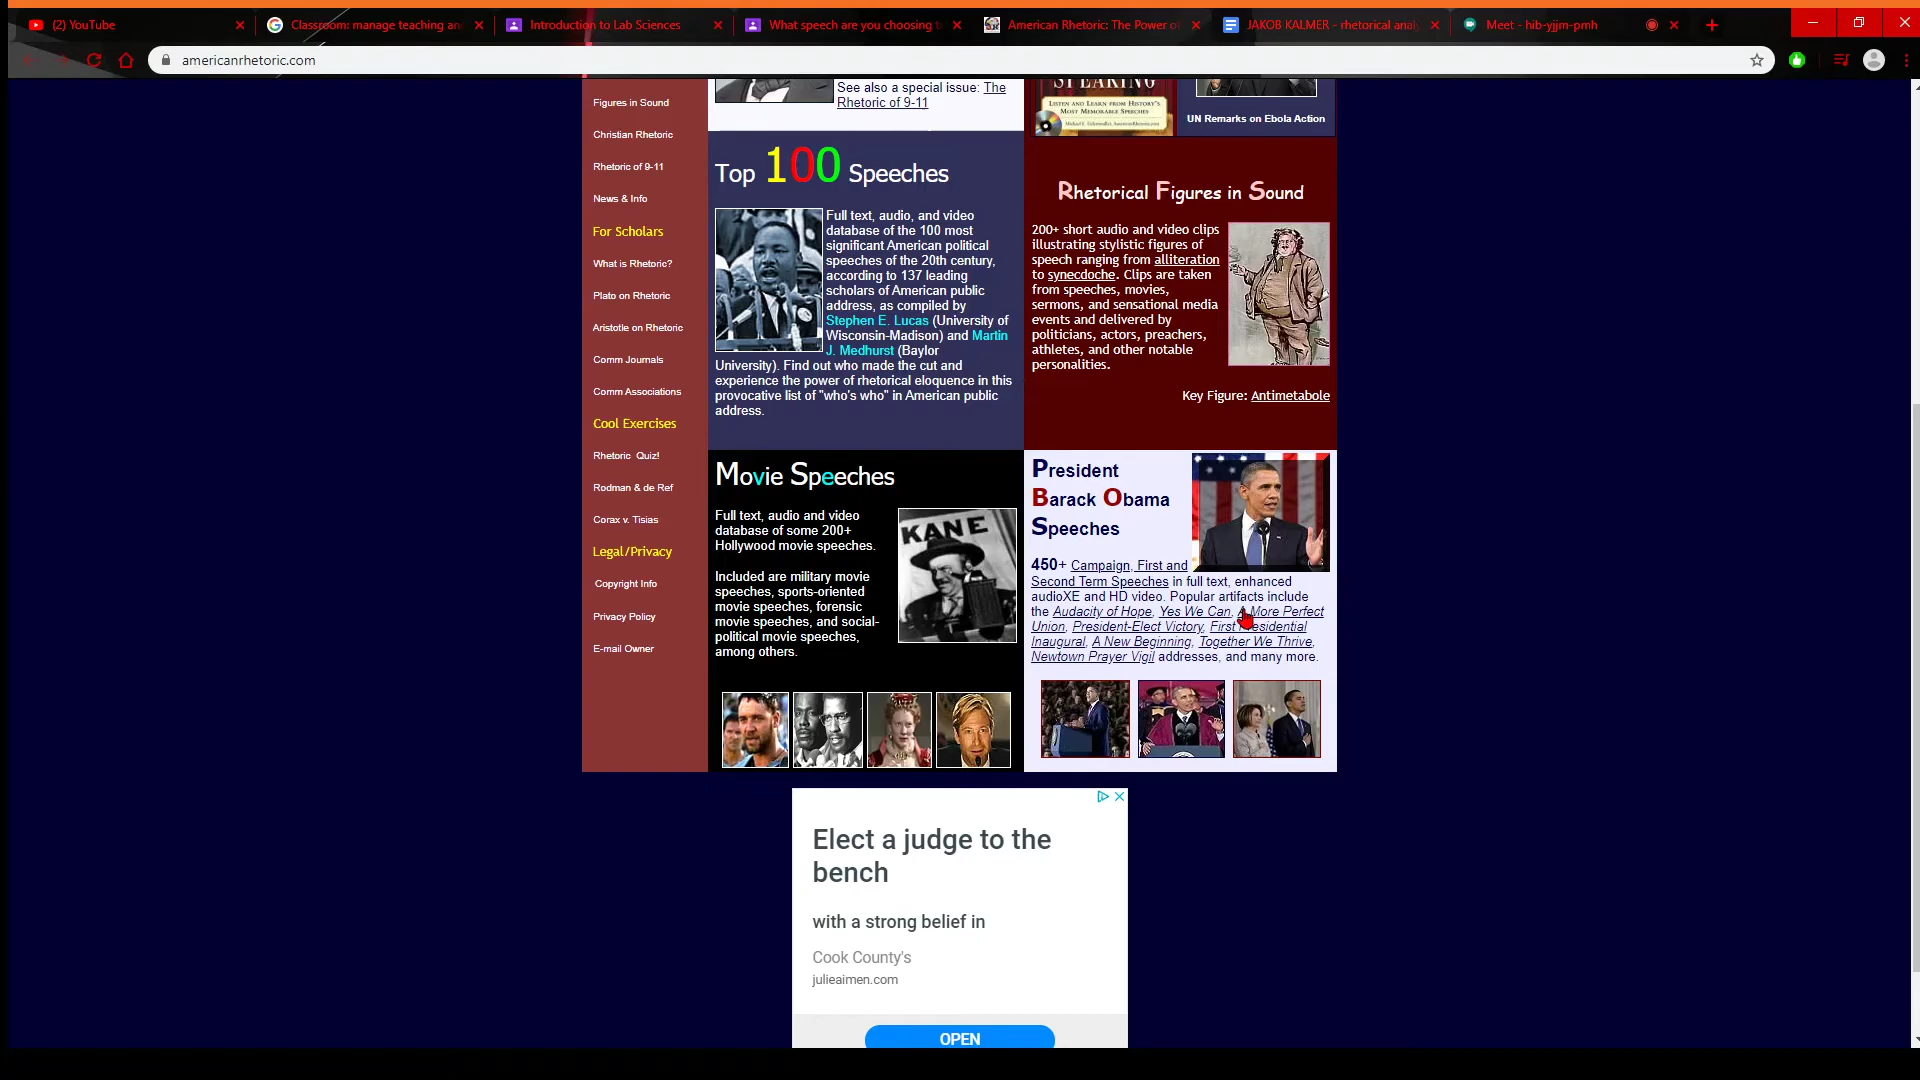 (2) YouTube
Classroom: manage teaching an
Introduction to Lab Sciences
What speech are you choosing t
American Rhetoric: The Power o
JAKOB KALMER - rhetorical anal
Meet - hib-yjjm-pmh
americanrhetoric.com
Figures in Sound
Christian Rhetoric
Rhetoric of 9-11
News & Info
For Scholars
What is Rhetoric?
Plato on Rhetoric
Aristotle on Rhetoric
Comm Journals
Comm Associations
Cool Exercises
Rhetoric Quiz!
Rodman & de Ref
Corax v. Tisias
Legal/Privacy
Copyright Info
Privacy Policy
E-mail Owner
See also a special issue: The
Rhetoric of 9-11
SPEAKING
LISTEN AND LEARN FROM HISTORY'S
MOST MEMORABLE SPEECHES
UN Remarks on Ebola Action
Top 100 Speeches
Full text, audio, and video
database of the 100 most
significant American political
speeches of the 20th century,
according to 137 leading
scholars of American public
address, as compiled by
Stephen E. Lucas (University of
Wisconsin-Madison) and Martin
J. Medhurst (Baylor
University). Find out who made the cut and
experience the power of rhetorical eloquence in this
provocative list of "who's who" in American public
address.
Rhetorical Figures in Sound
200+ short audio and video clips
illustrating stylistic figures of
speech ranging from alliteration
to synecdoche. Clips are taken
from speeches, movies,
sermons, and sensational media
events and delivered by
politicians, actors, preachers,
athletes, and other notable
personalities.
Key Figure: Antimetabole
Movie Speeches
Full text, audio and video
database of some 200+
Hollywood movie speeches.
Included are military movie
speeches, sports-oriented
movie speeches, forensic
movie speeches, and social-
political movie speeches,
among others.
KANE
President
Barack Obama
Speeches
450+ Campaign, First and
Second Term Speeches in full text, enhanced
audioXE and HD video. Popular artifacts include
the Audacity of Hope, Yes We Can, A More Perfect
Union, President-Elect Victory, First Presidential
Inaugural, A New Beginning, Together We Thrive,
Newtown Prayer Vigil addresses, and many more.
Elect a judge to the
bench
with a strong belief in
Cook County's
julieaimen.com
OPEN